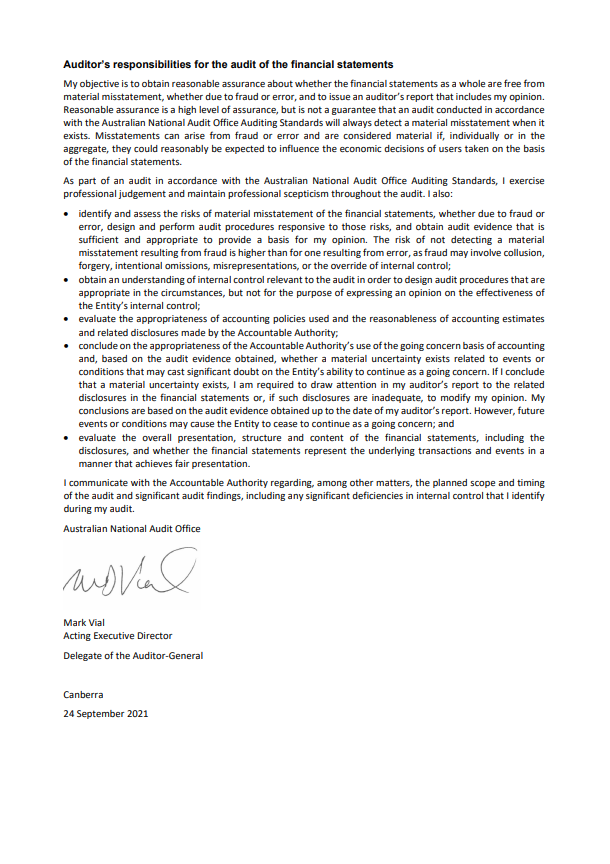 Auditor's responsibilities for the audit of the financial statements
My objective is to obtain reasonable assurance about whether the financial statements as a whole are free from
material misstatement, whether due to fraud or error, and to issue an auditor's report that includes my opinion.
Reasonable assurance is a high level of assurance, but is not a guarantee that an audit conducted in accordance
with the Australian National Audit Office Auditing Standards will always detect a material misstatement when it
exists. Misstatements can arise from fraud or error and are considered material if, individually or in the
aggregate, they could reasonably be expected to influence the economic decisions of users taken on the basis
of the financial statements.
As part of an audit in accordance with the Australian National Audit Office Auditing Standards, I exercise
professional judgement and maintain professional scepticism throughout the audit. I also:
• identify and assess the risks of material misstatement of the financial statements, whether due to fraud or
error, design and perform audit procedures responsive to those risks, and obtain audit evidence that is
sufficient and appropriate to provide a basis for my opinion. The risk of not detecting a material
misstatement resulting from fraud is higher than for one resulting from error, as fraud may involve collusion,
forgery, intentional omissions, misrepresentations, or the override of internal control;
• obtain an understanding of internal control relevant to the audit in order to design audit procedures that are
appropriate in the circumstances, but not for the purpose of expressing an opinion on the effectiveness of
the Entity's internal control;
• evaluate the appropriateness of accounting policies used and the reasonableness of accounting estimates
and related disclosures made by the Accountable Authority;
• conclude on the appropriateness of the Accountable Authority's use of the going concern basis of accounting
and, based on the audit evidence obtained, whether a material uncertainty exists related to events or
conditions that may cast significant doubt on the Entity's ability to continue as a going concern. If I conclude
that a material uncertainty exists, I am required to draw attention in my auditor's report to the related
disclosures in the financial statements or, if such disclosures are inadequate, to modify my opinion. My
conclusions are based on the audit evidence obtained up to the date of my auditor's report. However, future
events or conditions may cause the Entity to cease to continue as a going concern; and
• evaluate the overall presentation, structure and content of the financial statements, including the
disclosures, and whether the financial statements represent the underlying transactions and events in a
manner that achieves fair presentation.
I communicate with the Accountable Authority regarding, among other matters, the planned scope and timing
of the audit and significant audit findings, including any significant deficiencies in internal control that I identify
during my audit.
Australian National Audit Office
Mark Vial
Acting Executive Director
Delegate of the Auditor-General
Canberra
24 September 2021